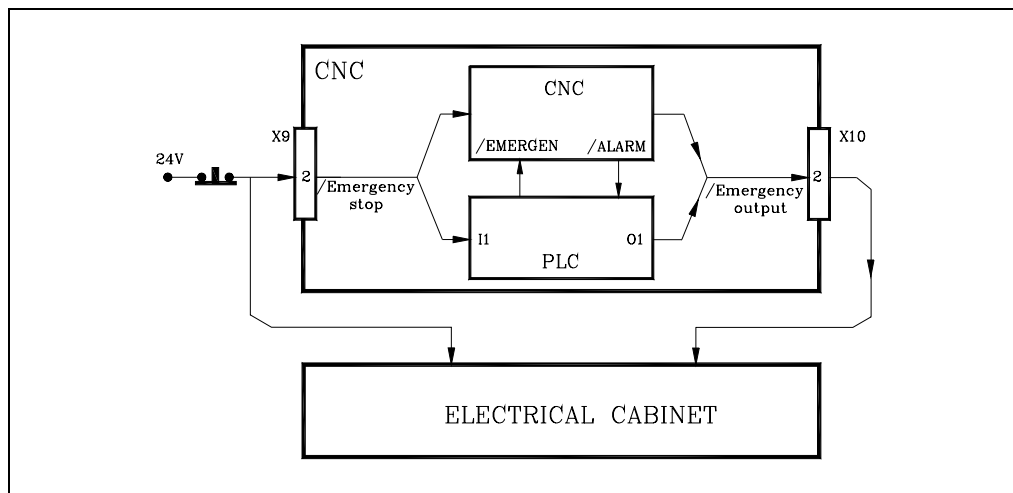 CNC
CNC
X9
X10
/EMERGEN /ALARM
24V
2
2
/Emergency
stop
/Emergency
output
I1
O1
PLC
ELECTRICAL CABINET